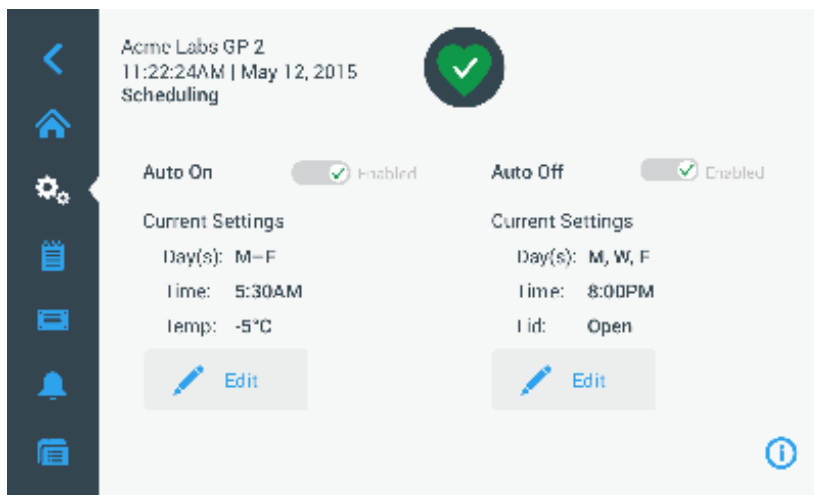 Acme Labs GP 2
11:22:24AM | May 12, 2015
Scheduling
Auto On Enabled
Auto Off Enabled
Current Settings
Day(s): M–F
Time: 5:30AM
Temp: -5°C
Edit
Current Settings
Day(s): M, W, F
Time: 8:00PM
Lid: Open
Edit